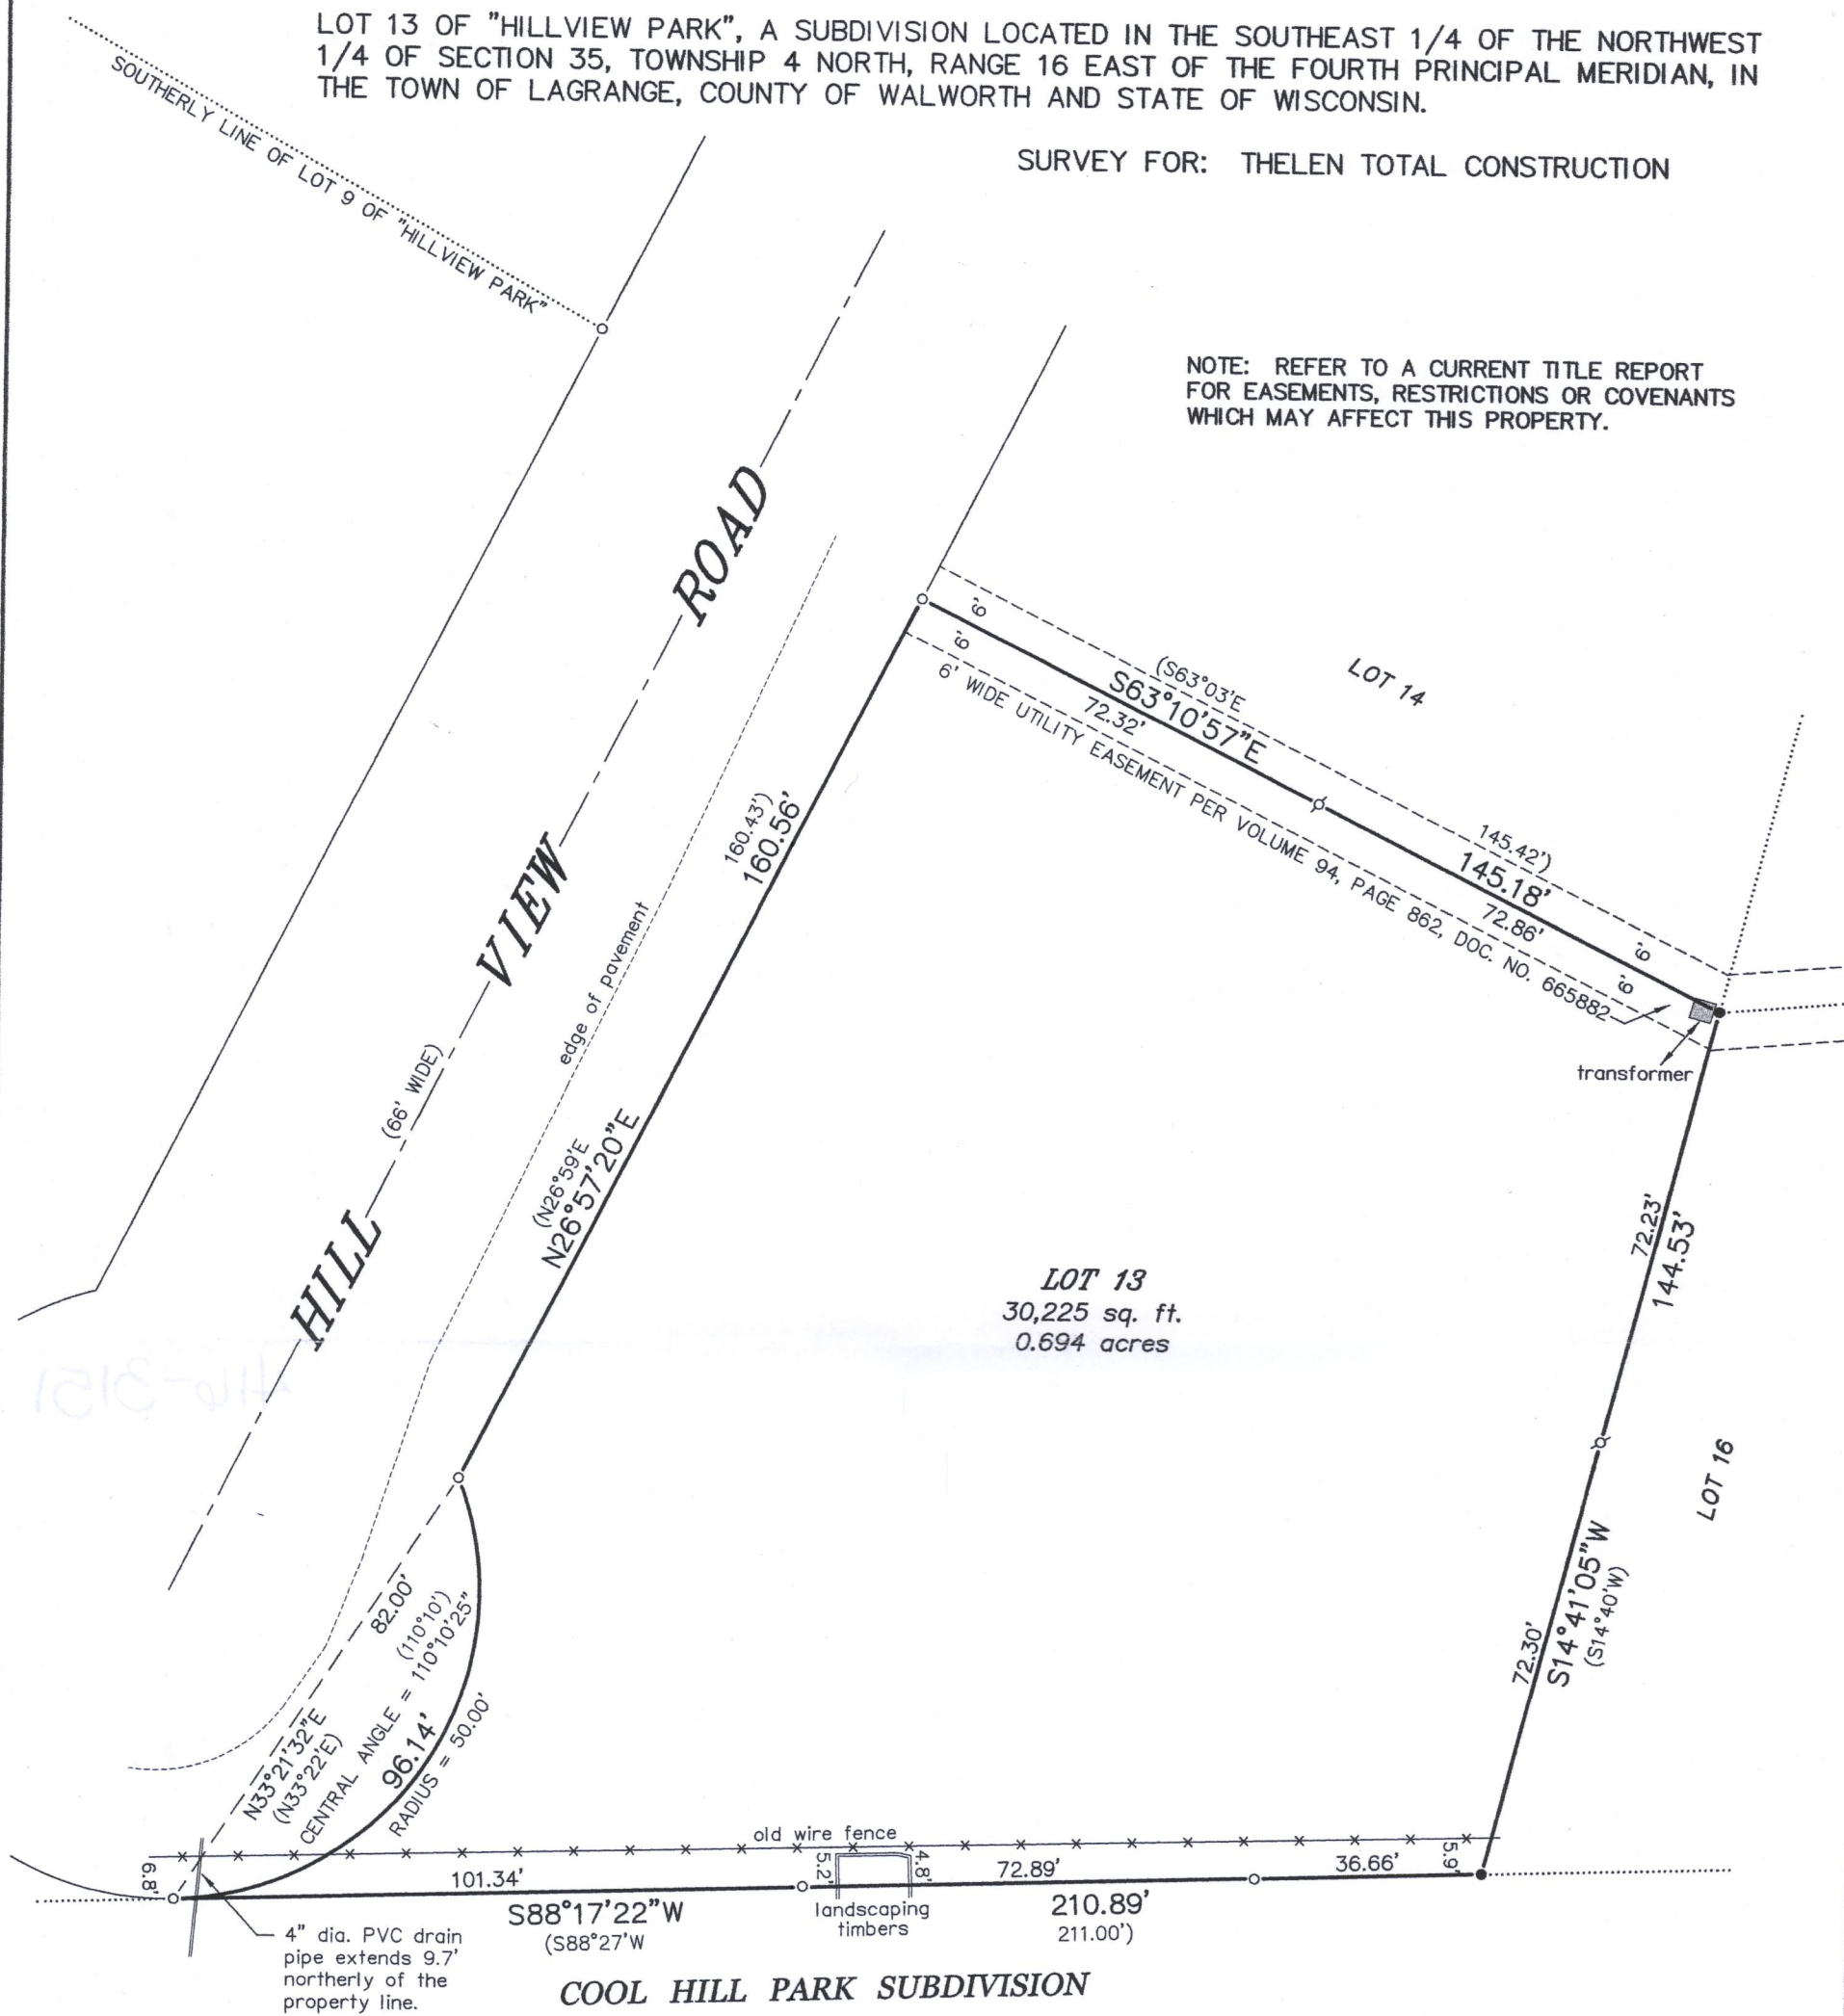 LOT 13 OF "HILLVIEW PARK", A SUBDIVISION LOCATED IN THE SOUTHEAST 1/4 OF THE NORTHWEST
1/4 OF SECTION 35, TOWNSHIP 4 NORTH, RANGE 16 EAST OF THE FOURTH PRINCIPAL MERIDIAN, IN
THE TOWN OF LAGRANGE, COUNTY OF WALWORTH AND STATE OF WISCONSIN.
SURVEY FOR: THELEN TOTAL CONSTRUCTION
SOUTHERLY LINE OF LOT 9 OF "HILLVIEW PARK"
NOTE: REFER TO A CURRENT TITLE REPORT
FOR EASEMENTS, RESTRICTIONS OR COVENANTS
WHICH MAY AFFECT THIS PROPERTY.
HILL VIEW ROAD
(66' WIDE)
edge of pavement
6'
6'
(S63°03'E
145.42')
S63°10'57"E
145.18'
72.32'
72.86'
6'
6'
6' WIDE UTILITY EASEMENT PER VOLUME 94, PAGE 862, DOC. NO. 665882
LOT 14
transformer
(N26°59'E
160.43')
N26°57'20"E
160.56'
LOT 13
30,225 sq. ft.
0.694 acres
72.23'
144.53'
72.30'
S14°41'05"W
(S14°40'W)
LOT 16
416-3151
82.00'
N33°21'32"E
(N33°22'E)
(110°10')
CENTRAL ANGLE = 110°10'25"
96.14'
RADIUS = 50.00'
old wire fence
6.8'
101.34'
5.2'
4.8'
72.89'
36.66'
5.9'
S88°17'22"W
210.89'
(S88°27'W
211.00')
landscaping
timbers
4" dia. PVC drain
pipe extends 9.7'
northerly of the
property line.
COOL HILL PARK SUBDIVISION